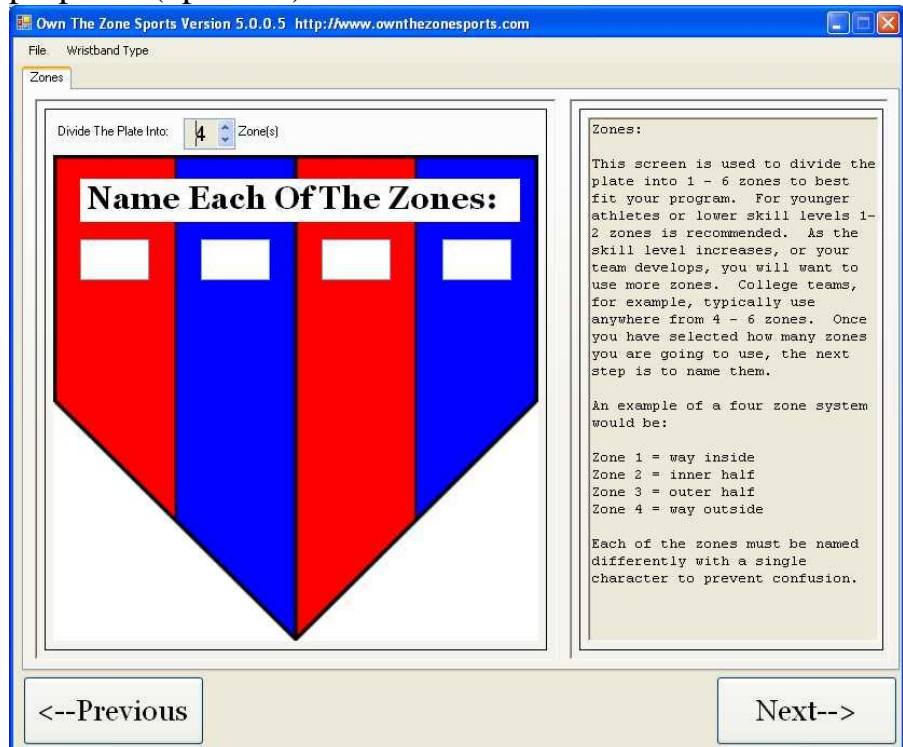 Own The Zone Sports Version 5.0.0.5 http://www.ownthezonesports.com
File Wristband Type
Zones
Divide The Plate Into: 4 Zone(s)
Name Each Of The Zones:
Zones:
This screen is used to divide the
plate into 1 - 6 zones to best
fit your program. For younger
athletes or lower skill levels 1-
2 zones is recommended. As the
skill level increases, or your
team develops, you will want to
use more zones. College teams,
for example, typically use
anywhere from 4 - 6 zones. Once
you have selected how many zones
you are going to use, the next
step is to name them.
An example of a four zone system
would be:
Zone 1 = way inside
Zone 2 = inner half
Zone 3 = outer half
Zone 4 = way outside
Each of the zones must be named
differently with a single
character to prevent confusion.
<--Previous
Next-->